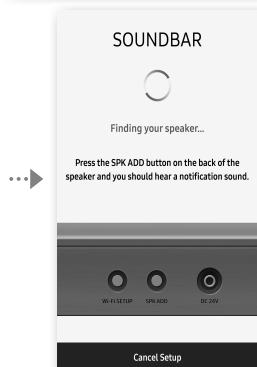 SOUNDBAR
Finding your speaker...
Press the SPK ADD button on the back of the
speaker and you should hear a notification sound.
Wi-Fi SETUP SPK ADD DC 24V
Cancel Setup